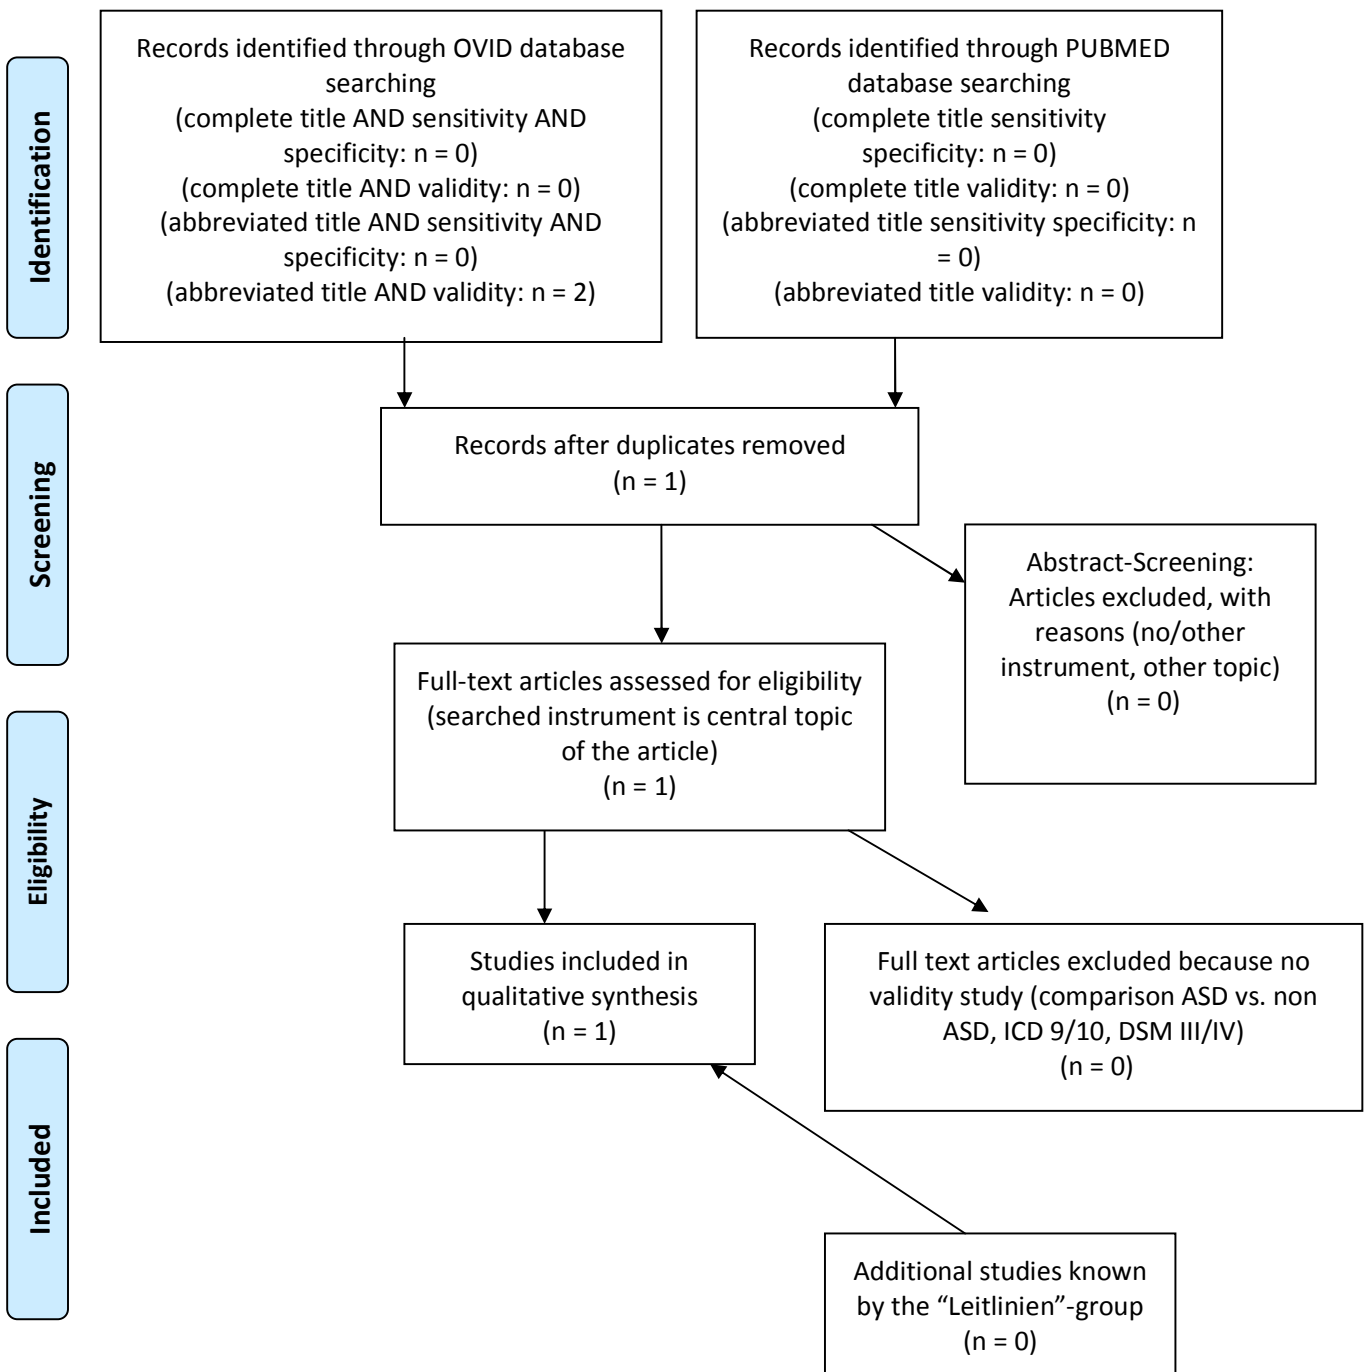 Identification
Records identified through OVID database
searching
(complete title AND sensitivity AND
specificity: n = 0)
(complete title AND validity: n = 0)
(abbreviated title AND sensitivity AND
specificity: n = 0)
(abbreviated title AND validity: n = 2)
Records identified through PUBMED
database searching
(complete title sensitivity
specificity: n = 0)
(complete title validity: n = 0)
(abbreviated title sensitivity specificity: n
= 0)
(abbreviated title validity: n = 0)
Screening
Records after duplicates removed
(n = 1)
Abstract-Screening:
Articles excluded, with
reasons (no/other
instrument, other topic)
(n = 0)
Eligibility
Full-text articles assessed for eligibility
(searched instrument is central topic
of the article)
(n = 1)
Studies included in
qualitative synthesis
(n = 1)
Full text articles excluded because no
validity study (comparison ASD vs. non
ASD, ICD 9/10, DSM III/IV)
(n = 0)
Included
Additional studies known
by the “Leitlinien”-group
(n = 0)